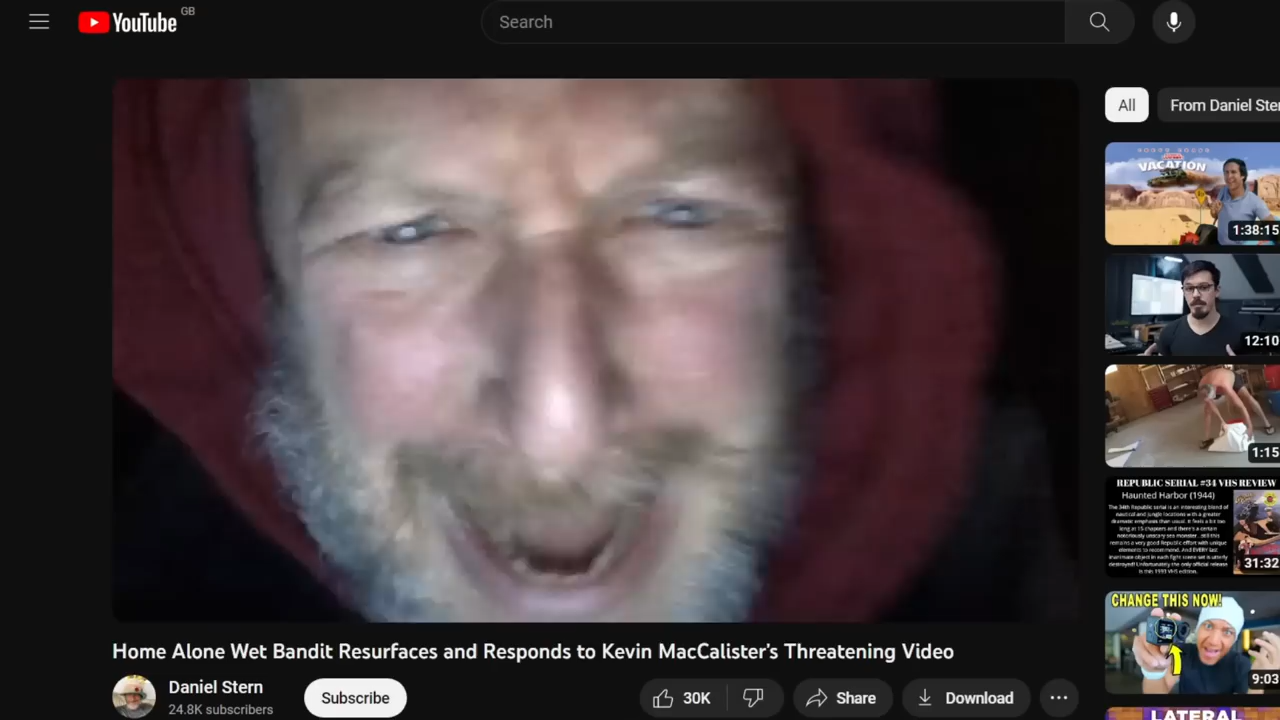 YouTube
GB
Search
All
From Daniel Ster
VACATION
1:38:15
12:10
1:15
REPUBLIC SERIAL #34 VHS REVIEW
Haunted Harbor (1944)
31:32
CHANGE THIS NOW!
9:03
LATERAL
Home Alone Wet Bandit Resurfaces and Responds to Kevin MacCalister's Threatening Video
Daniel Stern
24.8K subscribers
Subscribe
30K
Share
Download